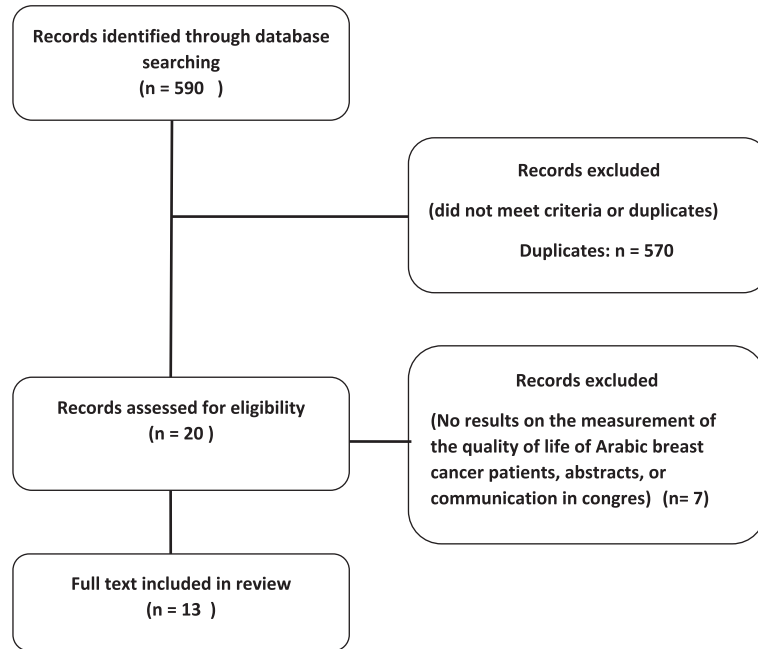 Records identified through database
searching
(n = 590 )
Records excluded
(did not meet criteria or duplicates)
Duplicates: n = 570
Records assessed for eligibility
(n = 20 )
Records excluded
(No results on the measurement of
the quality of life of Arabic breast
cancer patients, abstracts, or
communication in congres) (n= 7)
Full text included in review
(n = 13 )